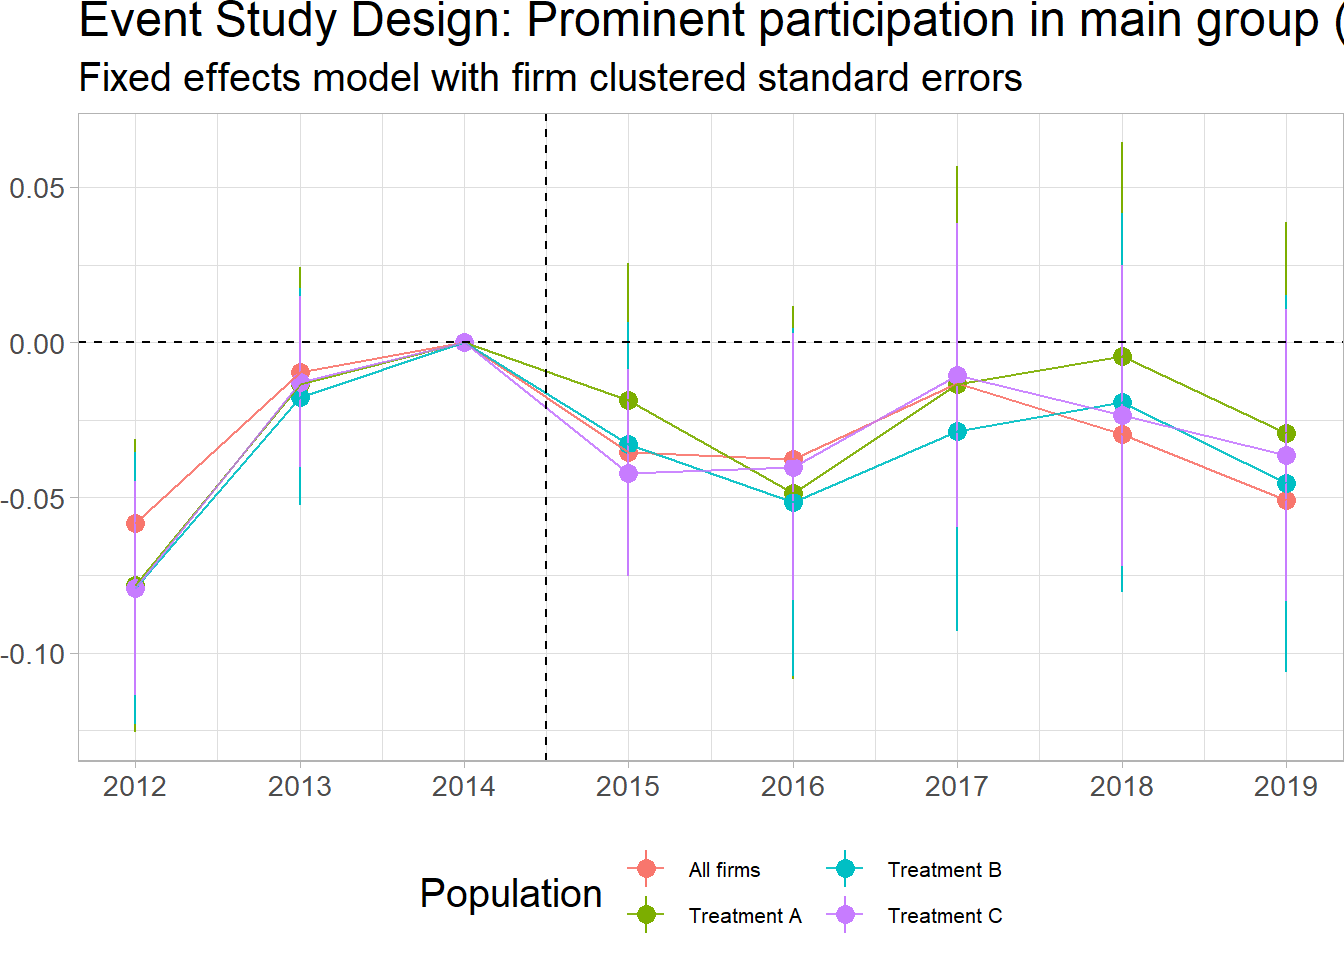 Event Study Design: Prominent participation in main group (
Fixed effects model with firm clustered standard errors
0.05
0.00
-0.05
-0.10
2012 2013 2014 2015 2016 2017 2018 2019
Population
All firms
Treatment B
Treatment A
Treatment C